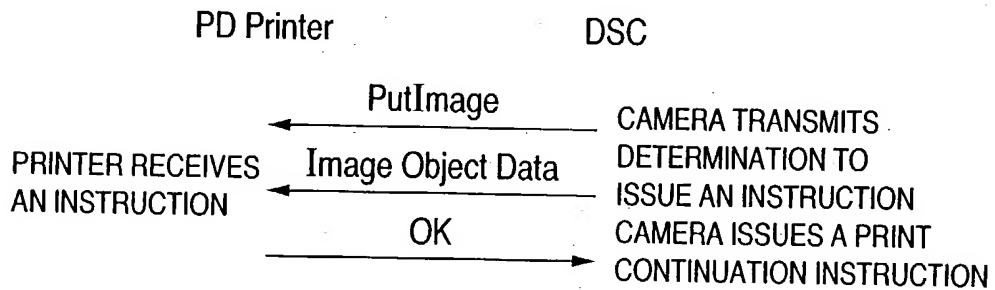 PD Printer DSC
PutImage
CAMERA TRANSMITS
DETERMINATION TO
ISSUE AN INSTRUCTION
PRINTER RECEIVES
AN INSTRUCTION
Image Object Data
OK
CAMERA ISSUES A PRINT
CONTINUATION INSTRUCTION